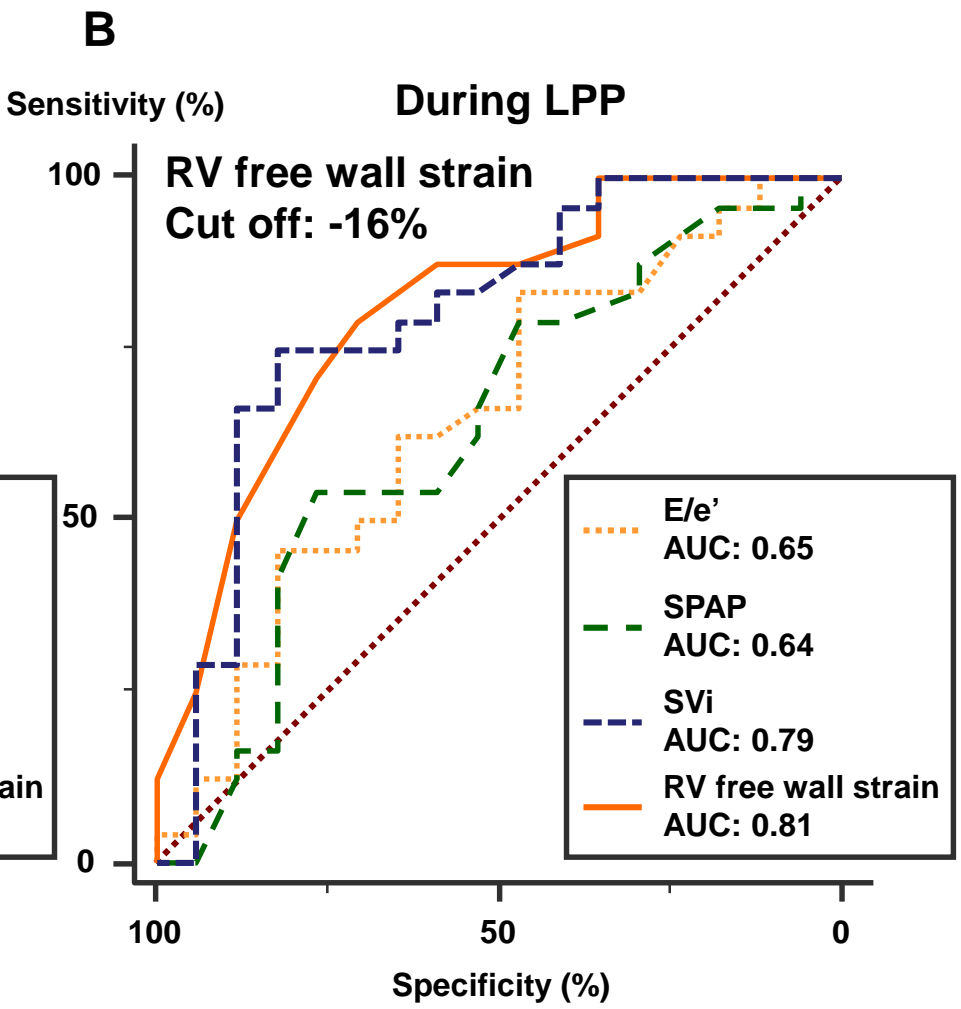 B
Sensitivity (%)
During LPP
RV free wall strain
Cut off: -16%
100
50
0
ain
E/e’
AUC: 0.65
SPAP
AUC: 0.64
SVi
AUC: 0.79
RV free wall strain
AUC: 0.81
100
50
0
Specificity (%)